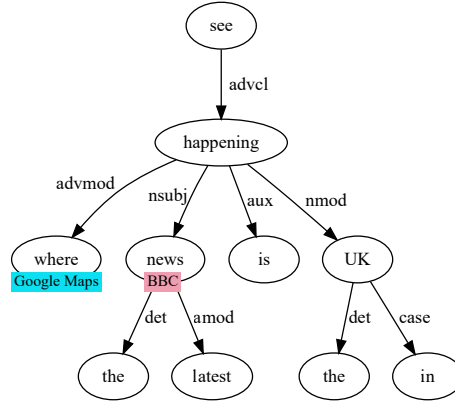 see
advcl
happening
advmod nsubj aux nmod
where news is UK
Google Maps BBC
det amod det case
the latest the in